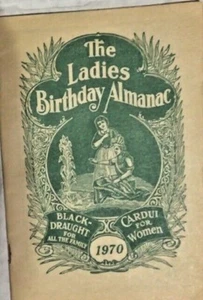 The
Ladies
Birthday Almanac
BLACK-
DRAUGHT
FOR
ALL THE FAMILY
CARDUI
FOR
Women
1970